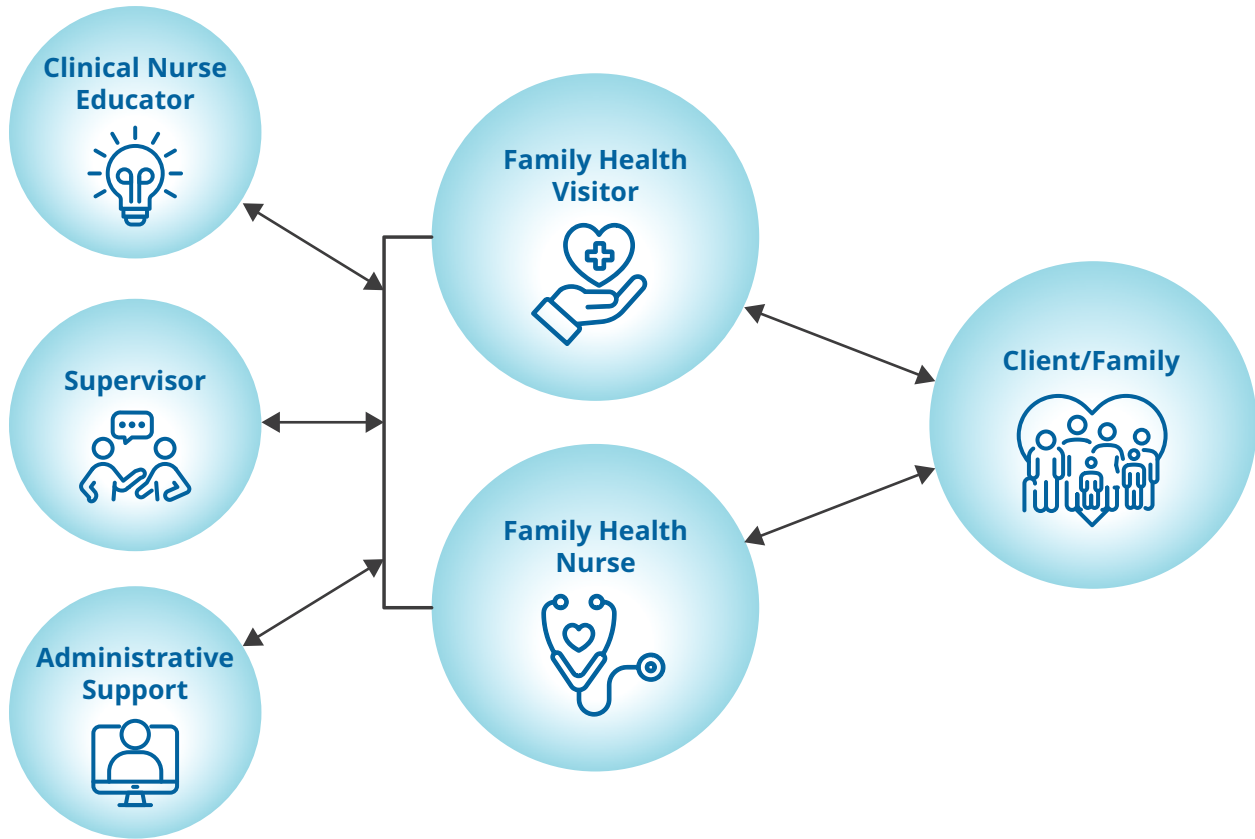 Clinical Nurse
Educator
Supervisor
Administrative
Support
Family Health
Visitor
Family Health
Nurse
Client/Family